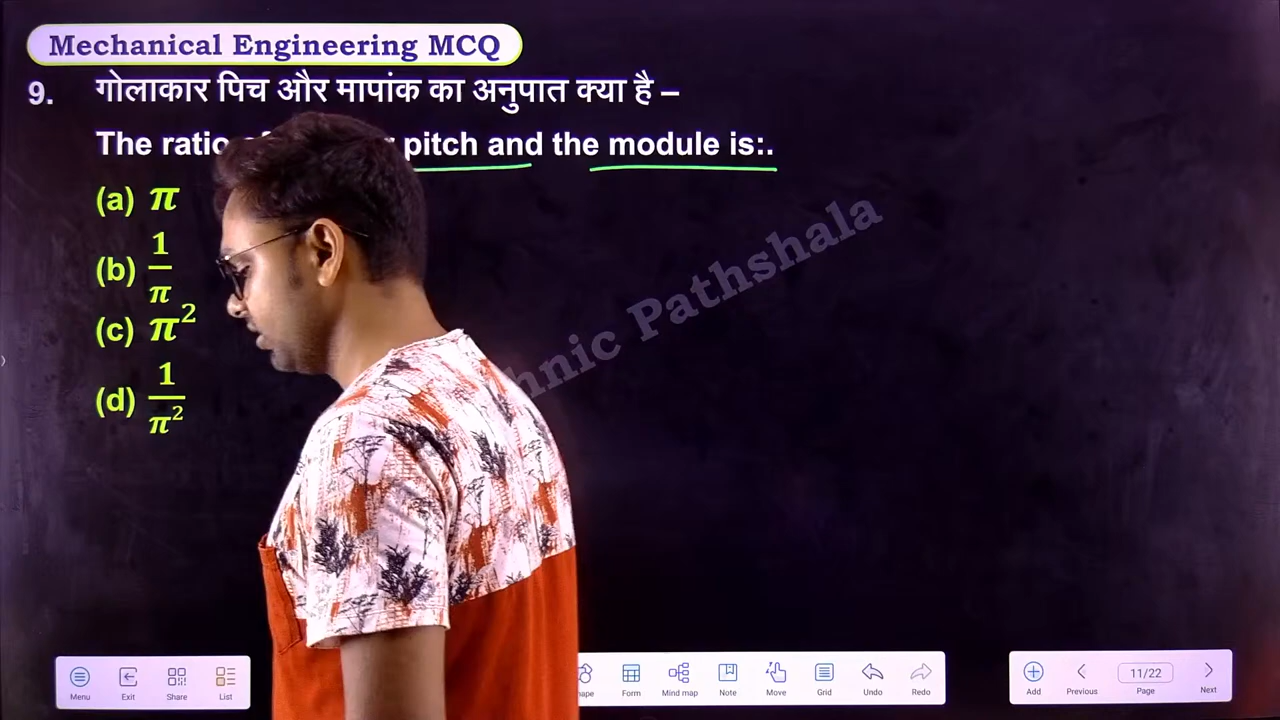 Mechanical Engineering MCQ
9. गोलाकार पिच और मापांक का अनुपात क्या है –
The ratio pitch and the module is:.
(a) π
(b) 1/π
(c) π²
(d) 1/π²
Pathshala
Menu Exit Share List Form Mind map Note Move Grid Undo Redo Add Previous 11/22 Page Next